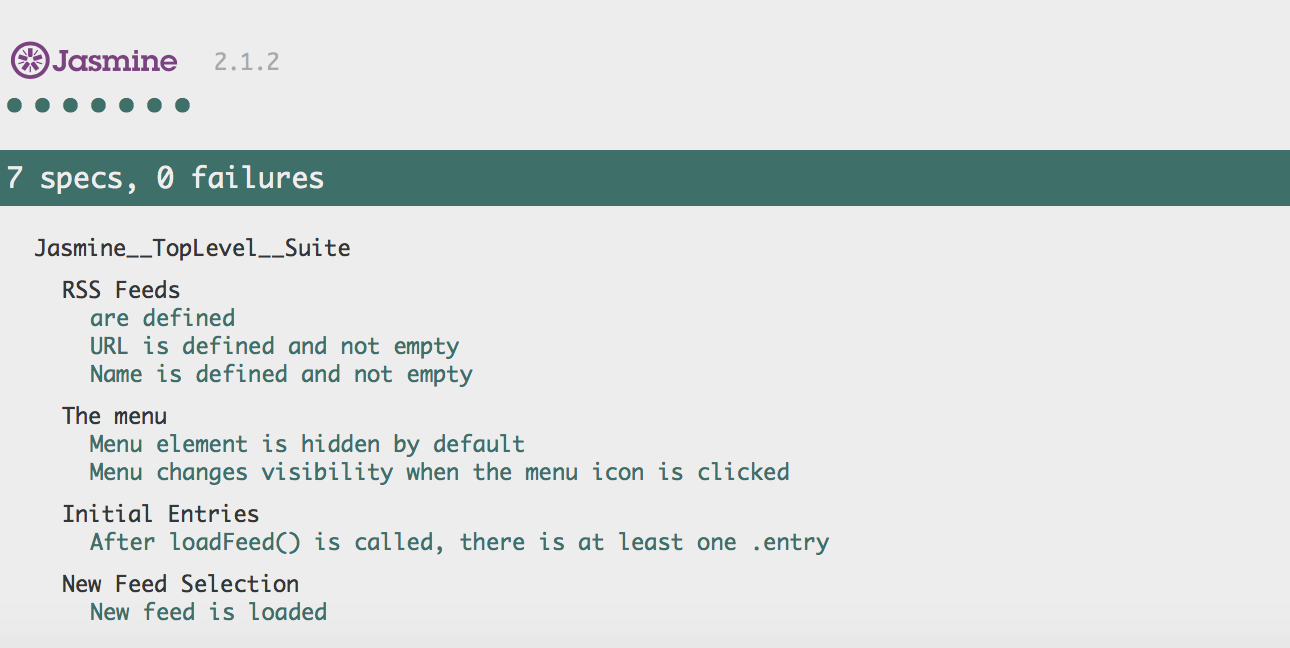 Jasmine 2.1.2
7 specs, 0 failures
Jasmine__TopLevel__Suite
RSS Feeds
are defined
URL is defined and not empty
Name is defined and not empty
The menu
Menu element is hidden by default
Menu changes visibility when the menu icon is clicked
Initial Entries
After loadFeed() is called, there is at least one .entry
New Feed Selection
New feed is loaded